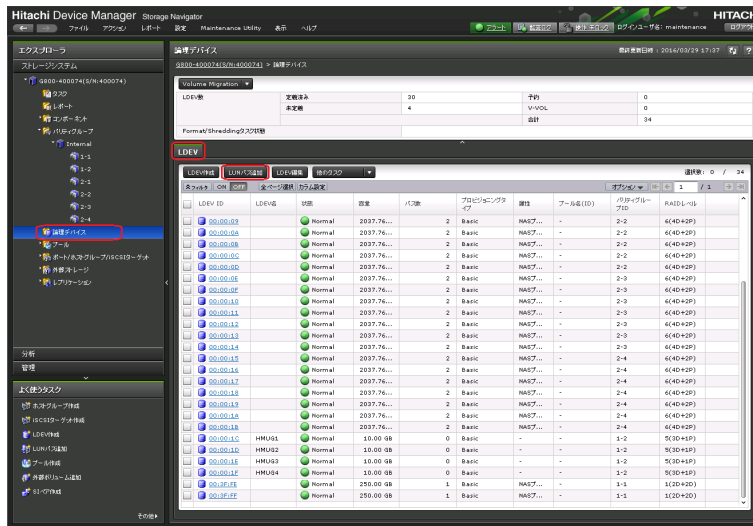 Hitachi Device Manager Storage Navigator
HITACHI
ファイル アクション レポート 設定 Maintenance Utility 表示 ヘルプ
アラート 監査ログ ログインユーザ名: maintenance ログアウ
エクスプローラ
ストレージシステム
G800-400074(S/N:400074)
タスク
レポート
コンポーネント
パリティグループ
Internal
1-1
1-2
2-1
2-2
2-3
2-4
論理デバイス
プール
ポート/ホストグループ/iSCSIターゲット
外部ストレージ
レプリケーション
分析
管理
よく使うタスク
ホストグループ作成
iSCSIターゲット作成
LDEV作成
LUNパス追加
プール作成
外部ボリューム追加
SIペア作成
その他
論理デバイス
最終更新日時 : 2016/03/29 17:37
G800-400074(S/N:400074) > 論理デバイス
Volume Migration
LDEV数 定義済み 30 予約 0
未定義 4 V-VOL 0
合計 34
Format/Shreddingタスク状態
LDEV
LDEV作成 LUNパス追加 LDEV編集 他のタスク 選択数: 0 / 34
フィルタ ON OFF 全ページ選択 カラム設定 オプション 1 / 1
LDEV ID LDEV名 状態 容量 パス数 プロビジョニングタイプ 属性 プール名(ID) パリティグループID RAIDレベル
00:00:09 Normal 2037.76... 2 Basic NASプ... - 2-2 6(4D+2P)
00:00:0A Normal 2037.76... 2 Basic NASプ... - 2-2 6(4D+2P)
00:00:0B Normal 2037.76... 2 Basic NASプ... - 2-2 6(4D+2P)
00:00:0C Normal 2037.76... 2 Basic NASプ... - 2-2 6(4D+2P)
00:00:0D Normal 2037.76... 2 Basic NASプ... - 2-2 6(4D+2P)
00:00:0E Normal 2037.76... 2 Basic NASプ... - 2-3 6(4D+2P)
00:00:0F Normal 2037.76... 2 Basic NASプ... - 2-3 6(4D+2P)
00:00:10 Normal 2037.76... 2 Basic NASプ... - 2-3 6(4D+2P)
00:00:11 Normal 2037.76... 2 Basic NASプ... - 2-3 6(4D+2P)
00:00:12 Normal 2037.76... 2 Basic NASプ... - 2-3 6(4D+2P)
00:00:13 Normal 2037.76... 2 Basic NASプ... - 2-3 6(4D+2P)
00:00:14 Normal 2037.76... 2 Basic NASプ... - 2-3 6(4D+2P)
00:00:15 Normal 2037.76... 2 Basic NASプ... - 2-4 6(4D+2P)
00:00:16 Normal 2037.76... 2 Basic NASプ... - 2-4 6(4D+2P)
00:00:17 Normal 2037.76... 2 Basic NASプ... - 2-4 6(4D+2P)
00:00:18 Normal 2037.76... 2 Basic NASプ... - 2-4 6(4D+2P)
00:00:19 Normal 2037.76... 2 Basic NASプ... - 2-4 6(4D+2P)
00:00:1A Normal 2037.76... 2 Basic NASプ... - 2-4 6(4D+2P)
00:00:1B Normal 2037.76... 2 Basic NASプ... - 2-4 6(4D+2P)
00:00:1C HMUG1 Normal 10.00 GB 0 Basic - - 1-2 5(3D+1P)
00:00:1D HMUG2 Normal 10.00 GB 0 Basic - - 1-2 5(3D+1P)
00:00:1E HMUG3 Normal 10.00 GB 0 Basic - - 1-2 5(3D+1P)
00:00:1F HMUG4 Normal 10.00 GB 0 Basic - - 1-2 5(3D+1P)
00:3F:FE Normal 250.00 GB 1 Basic NASプ... - 1-1 1(2D+2D)
00:3F:FF Normal 250.00 GB 1 Basic NASプ... - 1-1 1(2D+2D)